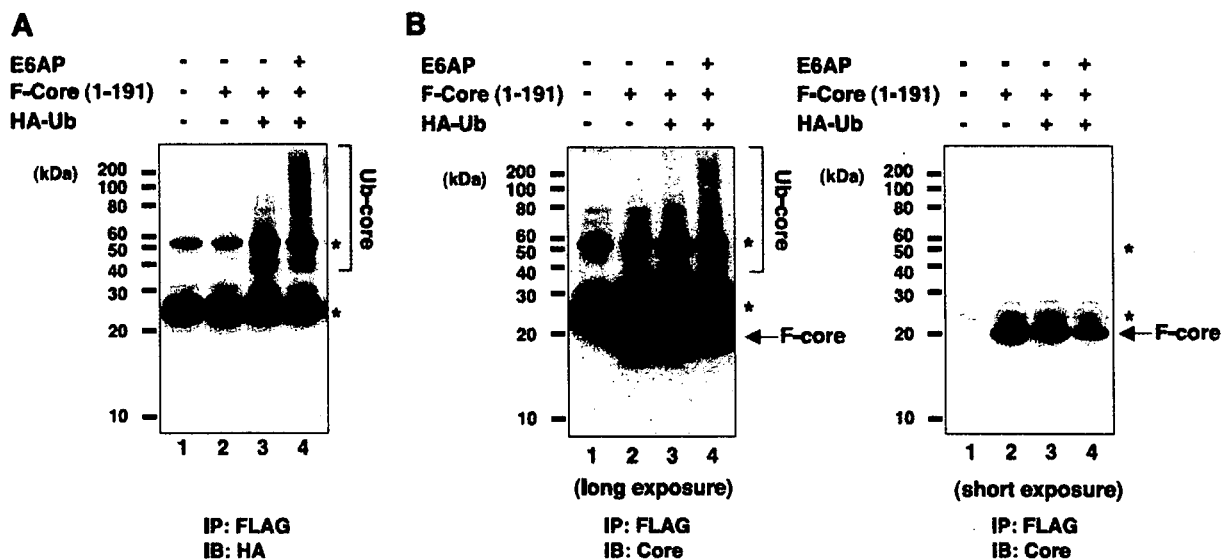 A
E6AP - - - +
F-Core (1-191) - + + +
HA-Ub - - + +
(kDa)
200
100
80
60
50
40
30
20
10
Ub-core
*
*
1 2 3 4
IP: FLAG
IB: HA
B
E6AP - - - +
F-Core (1-191) - + + +
HA-Ub - - + +
(kDa)
200
100
80
60
50
40
30
20
10
Ub-core
*
*
F-core
1 2 3 4
(long exposure)
IP: FLAG
IB: Core
E6AP - - - +
F-Core (1-191) - + + +
HA-Ub - - + +
(kDa)
200
100
80
60
50
40
30
20
10
*
*
F-core
1 2 3 4
(short exposure)
IP: FLAG
IB: Core